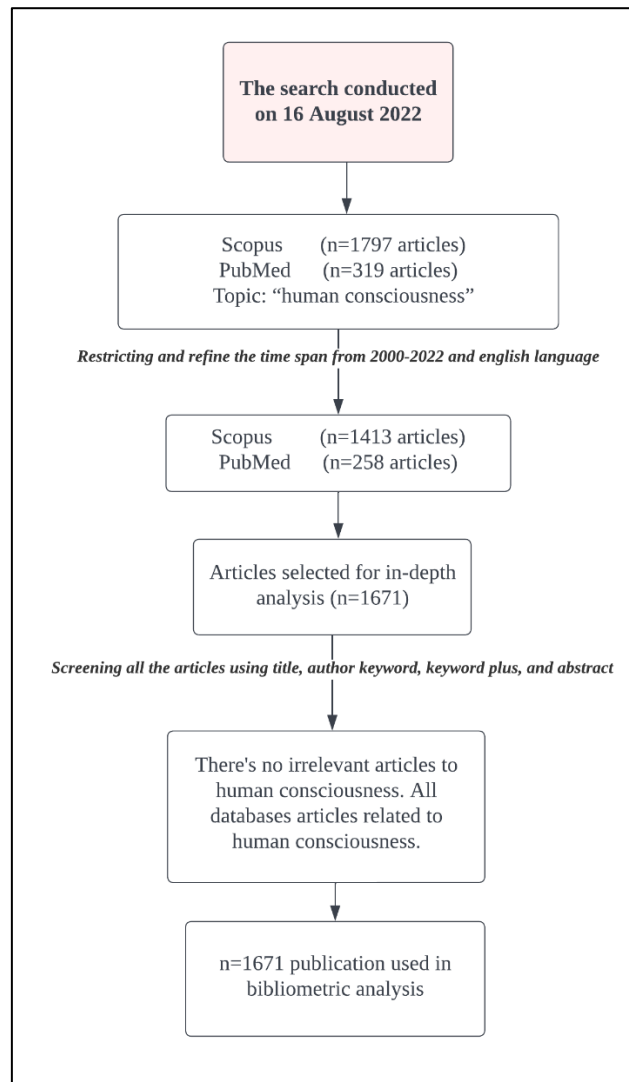 The search conducted
on 16 August 2022
Scopus (n=1797 articles)
PubMed (n=319 articles)
Topic: “human consciousness”
Restricting and refine the time span from 2000-2022 and english language
Scopus (n=1413 articles)
PubMed (n=258 articles)
Articles selected for in-depth
analysis (n=1671)
Screening all the articles using title, author keyword, keyword plus, and abstract
There's no irrelevant articles to
human consciousness. All
databases articles related to
human consciousness.
n=1671 publication used in
bibliometric analysis